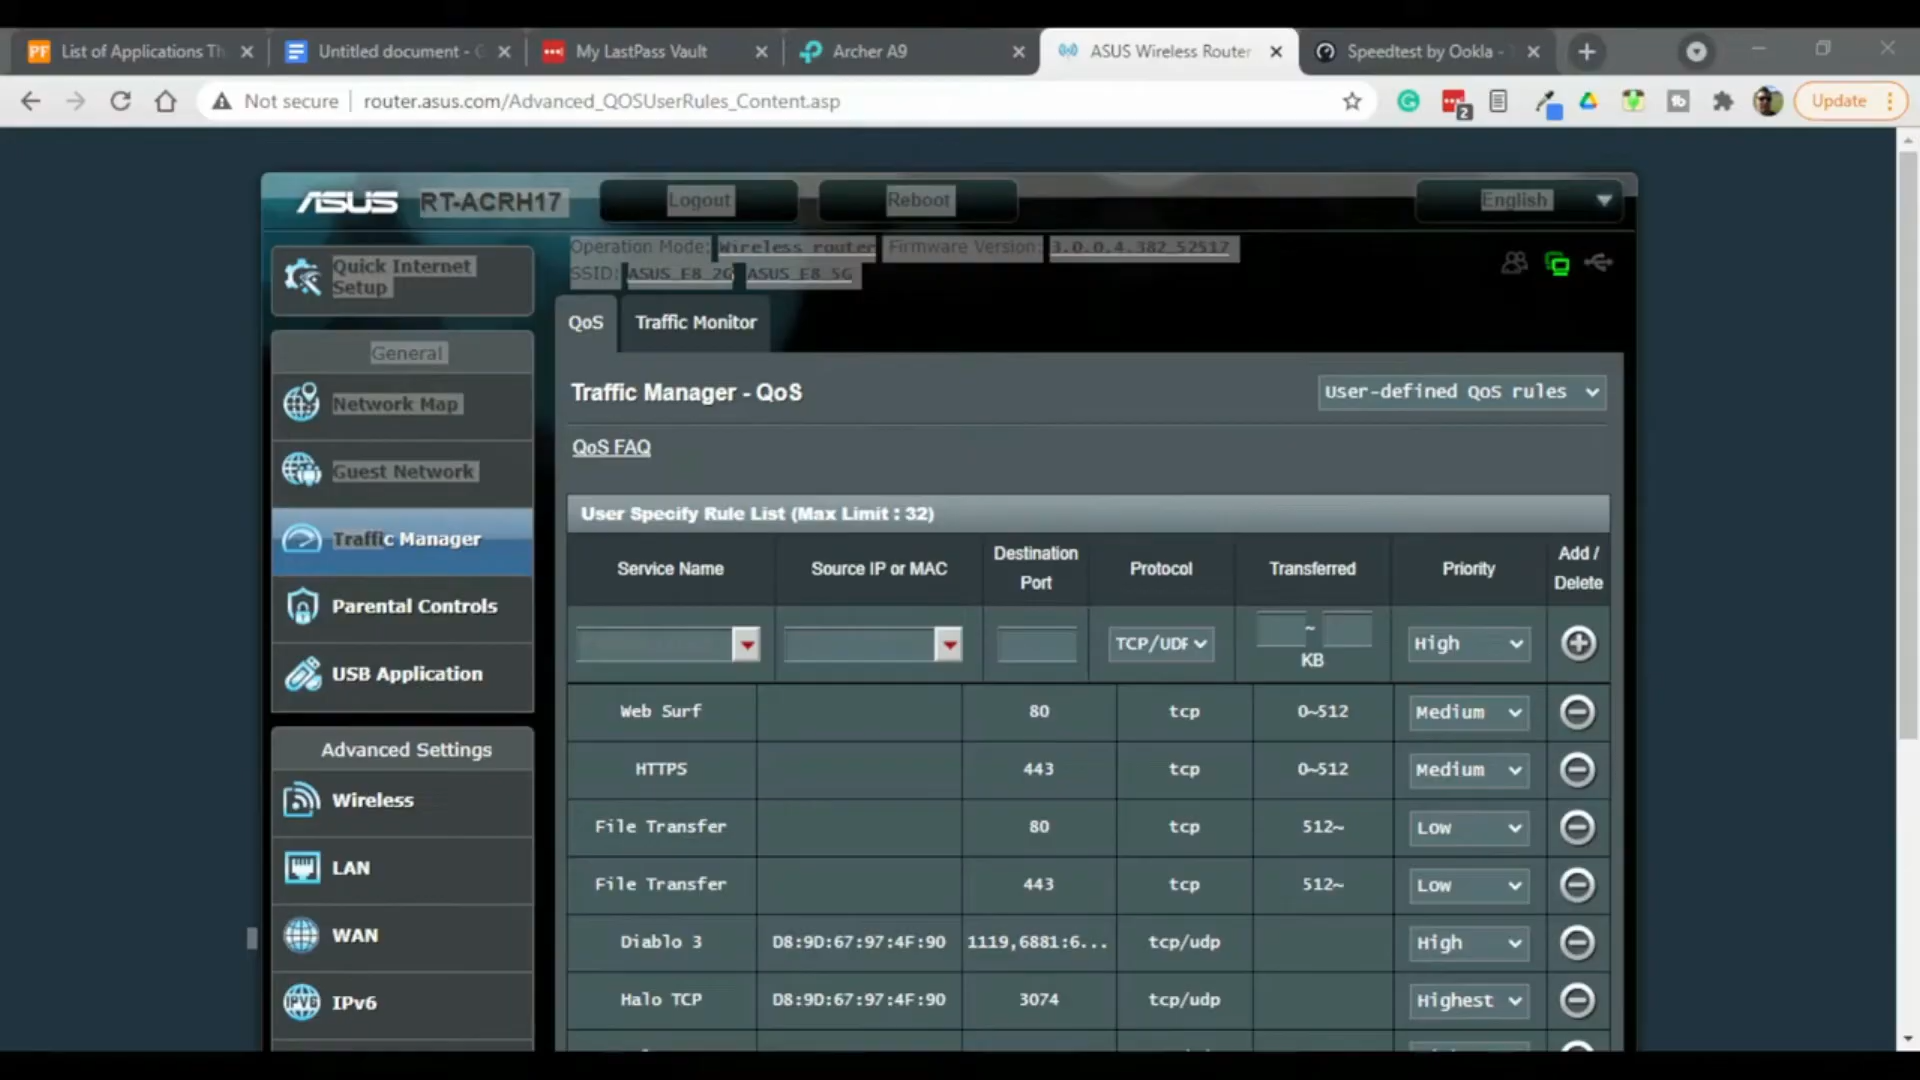 List of Applications Th
Untitled document - G
My LastPass Vault
Archer A9
ASUS Wireless Router
Speedtest by Ookla -
Not secure
router.asus.com/Advanced_QOSUserRules_Content.asp
2
Update
ASUS RT-ACRH17
Logout
Reboot
English
Quick Internet
Setup
General
Network Map
Guest Network
Traffic Manager
Parental Controls
USB Application
Advanced Settings
Wireless
LAN
WAN
IPv6
Operation Mode: Wireless router Firmware Version: 3.0.0.4.382_52517
SSID: ASUS_E8_2G ASUS_E8_5G
QoS
Traffic Monitor
Traffic Manager - QoS
User-defined QoS rules
QoS FAQ
User Specify Rule List (Max Limit : 32)
Service Name Source IP or MAC Destination Port Protocol Transferred Priority Add / Delete
TCP/UDP ~ KB High
Web Surf 80 tcp 0~512 Medium
HTTPS 443 tcp 0~512 Medium
File Transfer 80 tcp 512~ Low
File Transfer 443 tcp 512~ Low
Diablo 3 D8:9D:67:97:4F:90 1119,6881:6... tcp/udp High
Halo TCP D8:9D:67:97:4F:90 3074 tcp/udp Highest